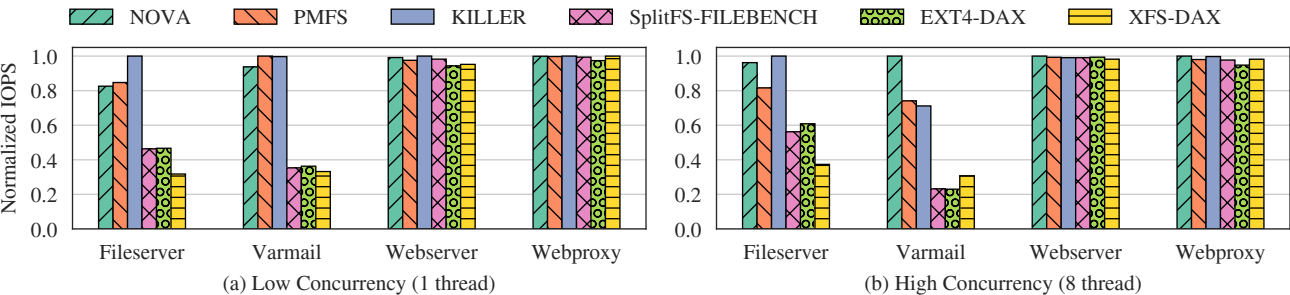 NOVA PMFS KILLER SplitFS-FILEBENCH EXT4-DAX XFS-DAX
Normalized IOPS
1.0
0.8
0.6
0.4
0.2
0.0
Fileserver Varmail Webserver Webproxy
(a) Low Concurrency (1 thread)
1.0
0.8
0.6
0.4
0.2
0.0
Fileserver Varmail Webserver Webproxy
(b) High Concurrency (8 thread)